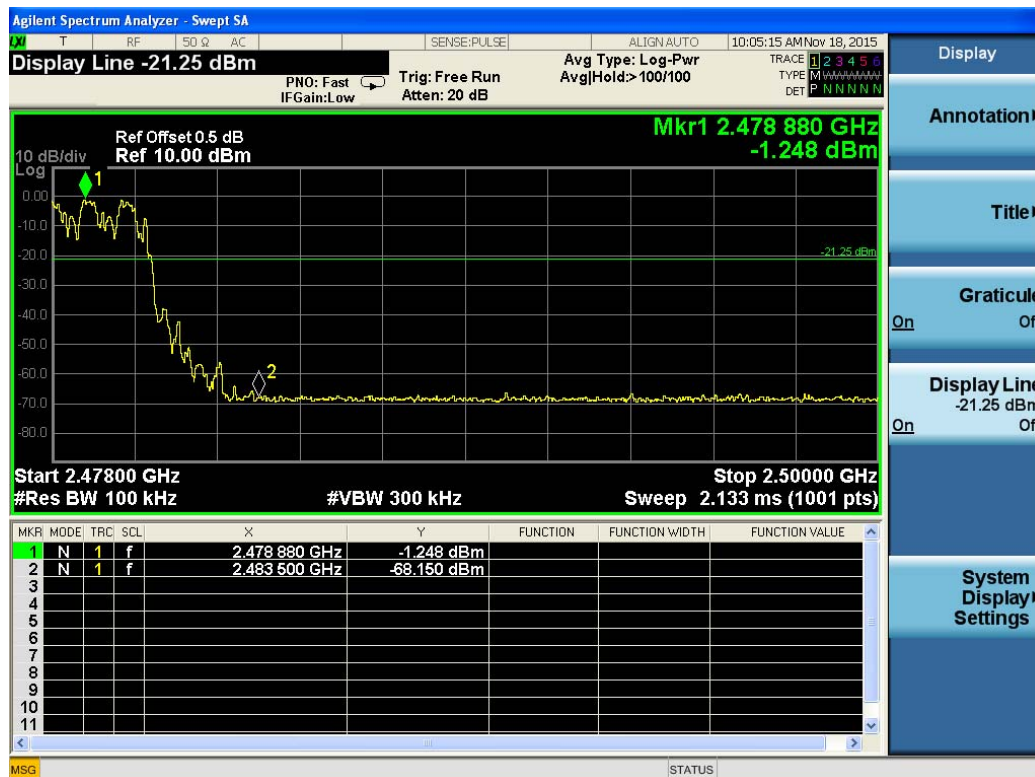 Agilent Spectrum Analyzer - Swept SA
LXI T RF 50 Ω AC SENSE:PULSE ALIGN AUTO 10:05:15 AM Nov 18, 2015
Display Line -21.25 dBm
PNO: Fast
IFGain:Low
Trig: Free Run
Atten: 20 dB
Avg Type: Log-Pwr
Avg|Hold:> 100/100
TRACE 1 2 3 4 5 6
TYPE M
DET P N N N N N
Ref Offset 0.5 dB
Ref 10.00 dBm
10 dB/div
Log
Mkr1 2.478 880 GHz
-1.248 dBm
1
0.00
-10.0
-20.0
-21.25 dBm
-30.0
-40.0
-50.0
-60.0
2
-70.0
-80.0
Start 2.47800 GHz Stop 2.50000 GHz
#Res BW 100 kHz #VBW 300 kHz Sweep 2.133 ms (1001 pts)
MKR MODE TRC SCL X Y FUNCTION FUNCTION WIDTH FUNCTION VALUE
1 N 1 f 2.478 880 GHz -1.248 dBm
2 N 1 f 2.483 500 GHz -68.150 dBm
3
4
5
6
7
8
9
10
11
MSG STATUS
Display
Annotation
Title
Graticule
On Of
Display Line
-21.25 dBm
On Of
System
Display
Settings